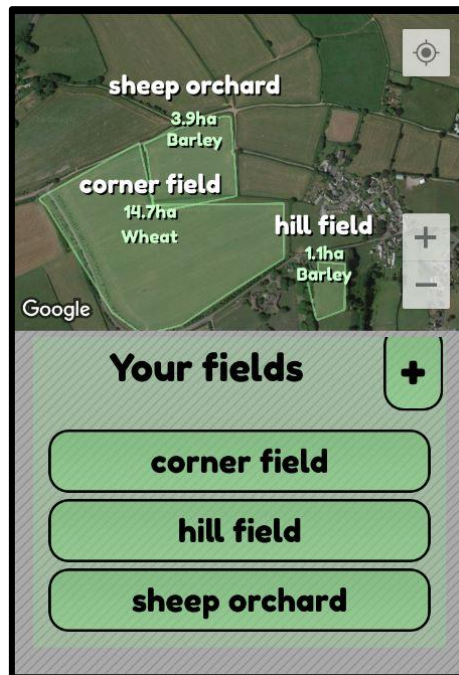 sheep orchard
3.9ha
Barley
corner field
14.7ha
Wheat
hill field
1.1ha
Barley
+
−
Google
Your fields
+
corner field
hill field
sheep orchard